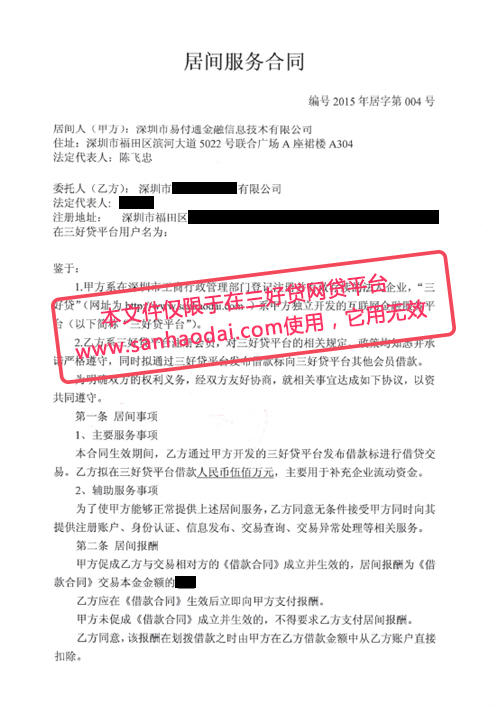 居间服务合同
编号 2015 年居字第 004 号
居间人（甲方）：深圳市易付通金融信息技术有限公司
住址：深圳市福田区滨河大道 5022 号联合广场 A 座裙楼 A304
法定代表人：陈飞忠
委托人（乙方）：深圳市 有限公司
法定代表人：
注册地址： 深圳市福田区
在三好贷平台用户名为：
鉴于：
1.甲方系在深圳市工商行政管理部门登记注册 企业，“三
好贷”（网址为 http://www.sanhaodai.com ）系甲方独立开发的互联网金融服务平
台（以下简称“三好贷平台”）。
本文件仅限于在三好贷网贷平台
www.sanhaodai.com使用，它用无效
2.乙方系三好贷平台注册会员，对三好贷平台的相关规定、政策均知悉并承
诺严格遵守，同时拟通过三好贷平台发布借款标向三好贷平台其他会员借款。
为明确双方的权利义务，经双方友好协商，就相关事宜达成如下协议，以资
共同遵守。
第一条 居间事项
1、主要服务事项
本合同生效期间，乙方通过甲方开发的三好贷平台发布借款标进行借贷交
易。乙方拟在三好贷平台借款人民币伍佰万元，主要用于补充企业流动资金。
2、辅助服务事项
为了使甲方能够正常提供上述居间服务，乙方同意无条件接受甲方同时向其
提供注册账户、身份认证、信息发布、交易查询、交易异常处理等相关服务。
第二条 居间报酬
甲方促成乙方与交易相对方的《借款合同》成立并生效的，居间报酬为《借
款合同》交易本金金额的
乙方应在《借款合同》生效后立即向甲方支付报酬。
甲方未促成《借款合同》成立并生效的，不得要求乙方支付居间报酬。
乙方同意，该报酬在划拨借款之时由甲方在乙方借款金额中从乙方账户直接
扣除。